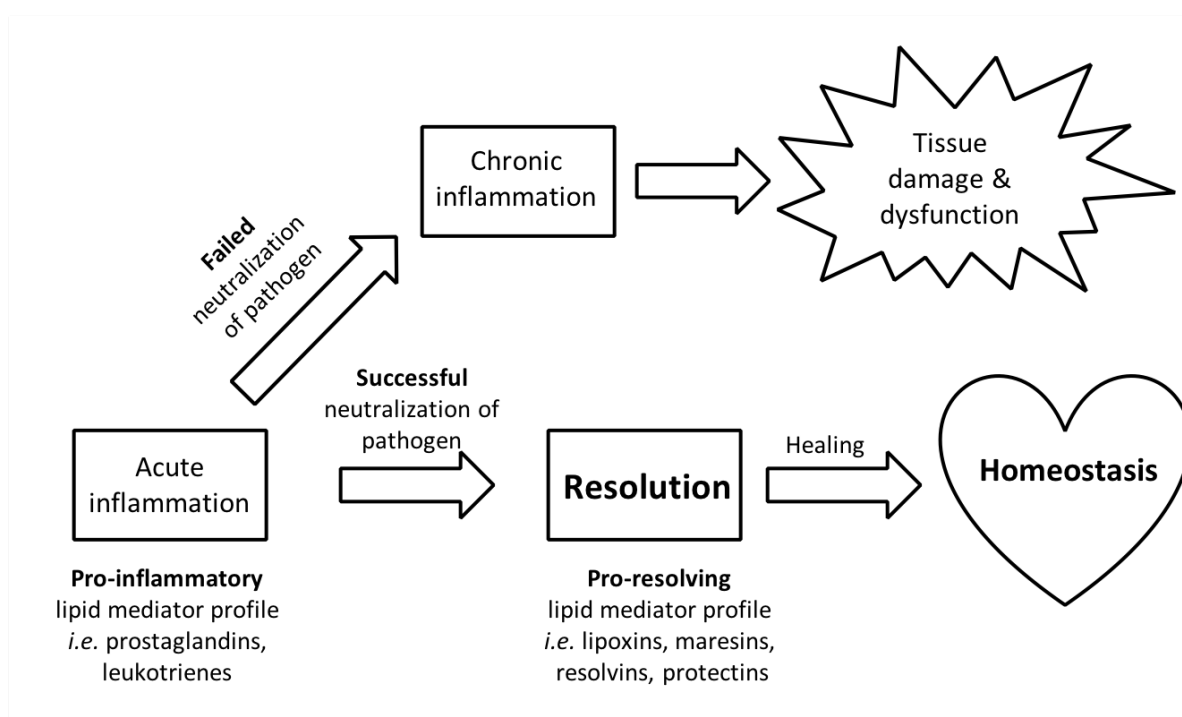 Chronic
inflammation
Tissue
damage &
dysfunction
Failed
neutralization
of pathogen
Successful
neutralization of
pathogen
Acute
inflammation
Resolution
Healing
Homeostasis
Pro-inflammatory
lipid mediator profile
i.e. prostaglandins,
leukotrienes
Pro-resolving
lipid mediator profile
i.e. lipoxins, maresins,
resolvins, protectins